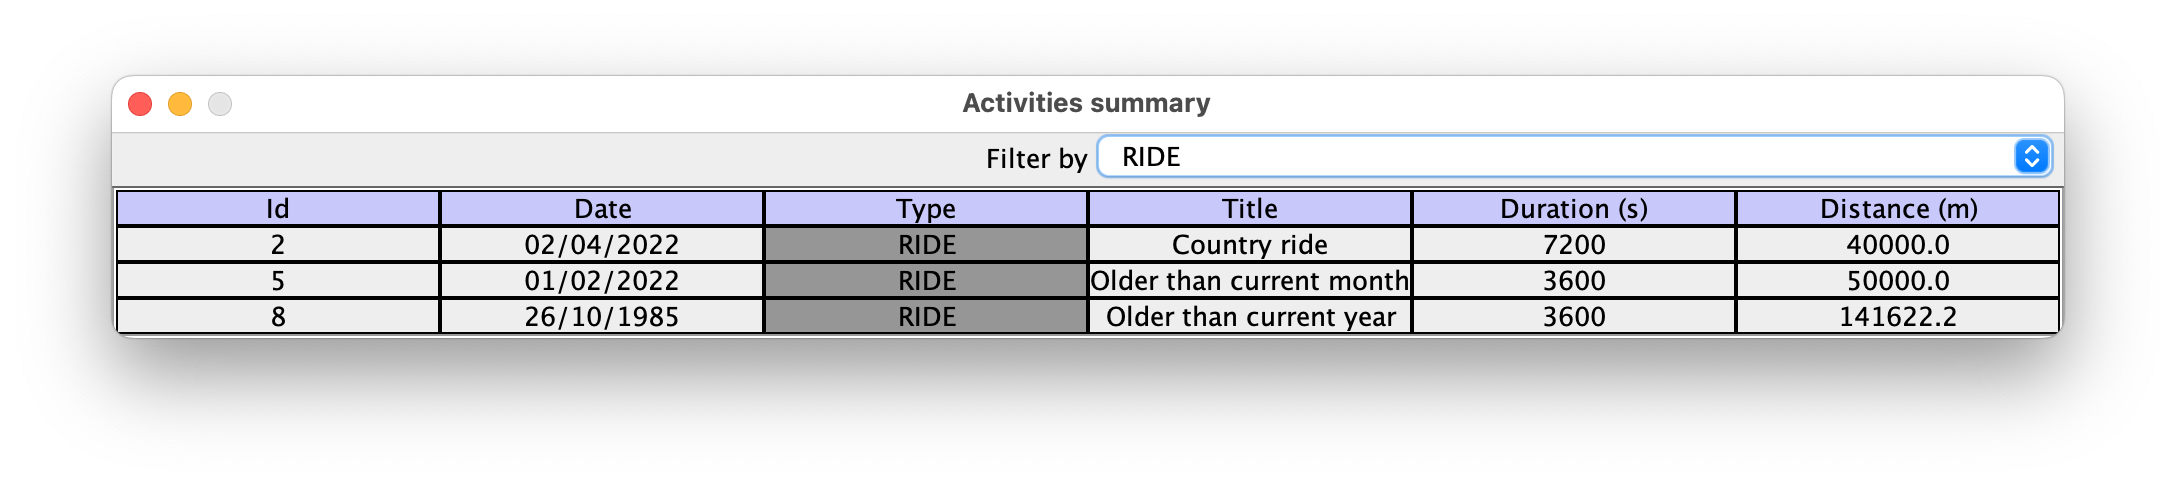 Activities summary
Filter by RIDE
Id Date Type Title Duration (s) Distance (m)
2 02/04/2022 RIDE Country ride 7200 40000.0
5 01/02/2022 RIDE Older than current month 3600 50000.0
8 26/10/1985 RIDE Older than current year 3600 141622.2